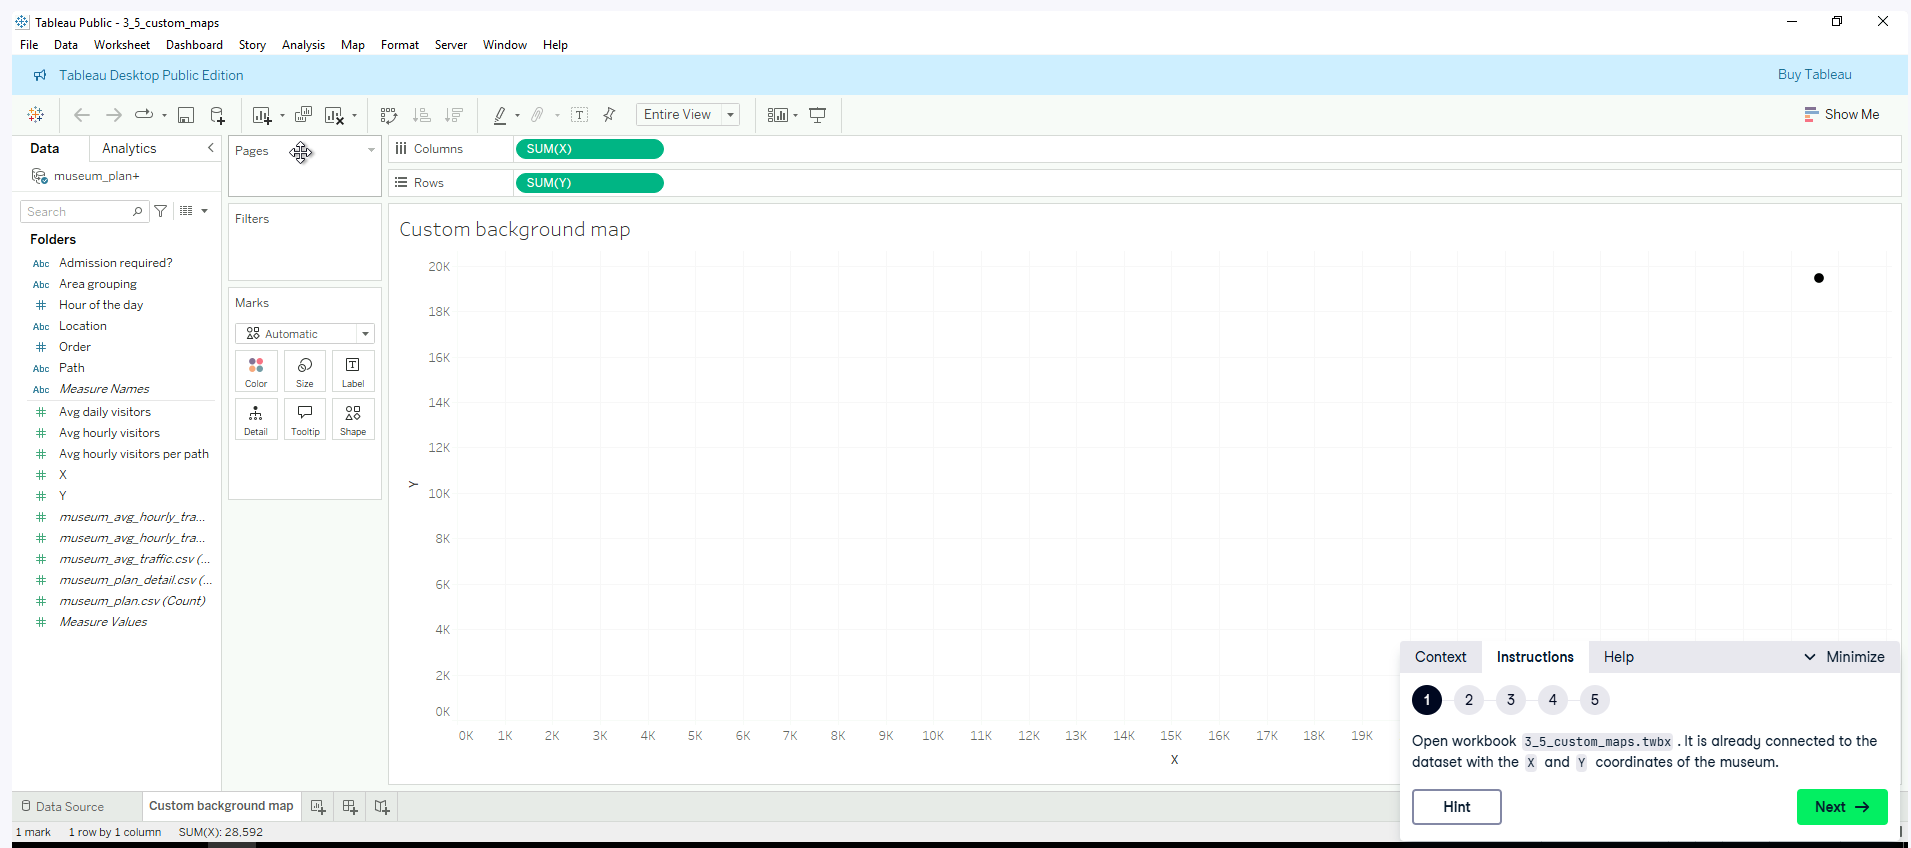 Tableau Public - 3_5_custom_maps
File Data Worksheet Dashboard Story Analysis Map Format Server Window Help
Tableau Desktop Public Edition
Buy Tableau
Entire View
Show Me
Data
Analytics
museum_plan+
Search
Folders
Abc Admission required?
Abc Area grouping
# Hour of the day
Abc Location
# Order
Abc Path
Abc Measure Names
# Avg daily visitors
# Avg hourly visitors
# Avg hourly visitors per path
# X
# Y
# museum_avg_hourly_tra...
# museum_avg_hourly_tra...
# museum_avg_traffic.csv (...
# museum_plan_detail.csv (...
# museum_plan.csv (Count)
# Measure Values
Pages
Filters
Marks
Automatic
Color Size Label
Detail Tooltip Shape
Columns SUM(X)
Rows SUM(Y)
Custom background map
20K
18K
16K
14K
12K
10K
8K
6K
4K
2K
0K
Y
0K 1K 2K 3K 4K 5K 6K 7K 8K 9K 10K 11K 12K 13K 14K 15K 16K 17K 18K 19K
X
Context Instructions Help Minimize
1 2 3 4 5
Open workbook 3_5_custom_maps.twbx . It is already connected to the
dataset with the X and Y coordinates of the museum.
HInt
Next
Data Source
Custom background map
1 mark 1 row by 1 column SUM(X): 28,592